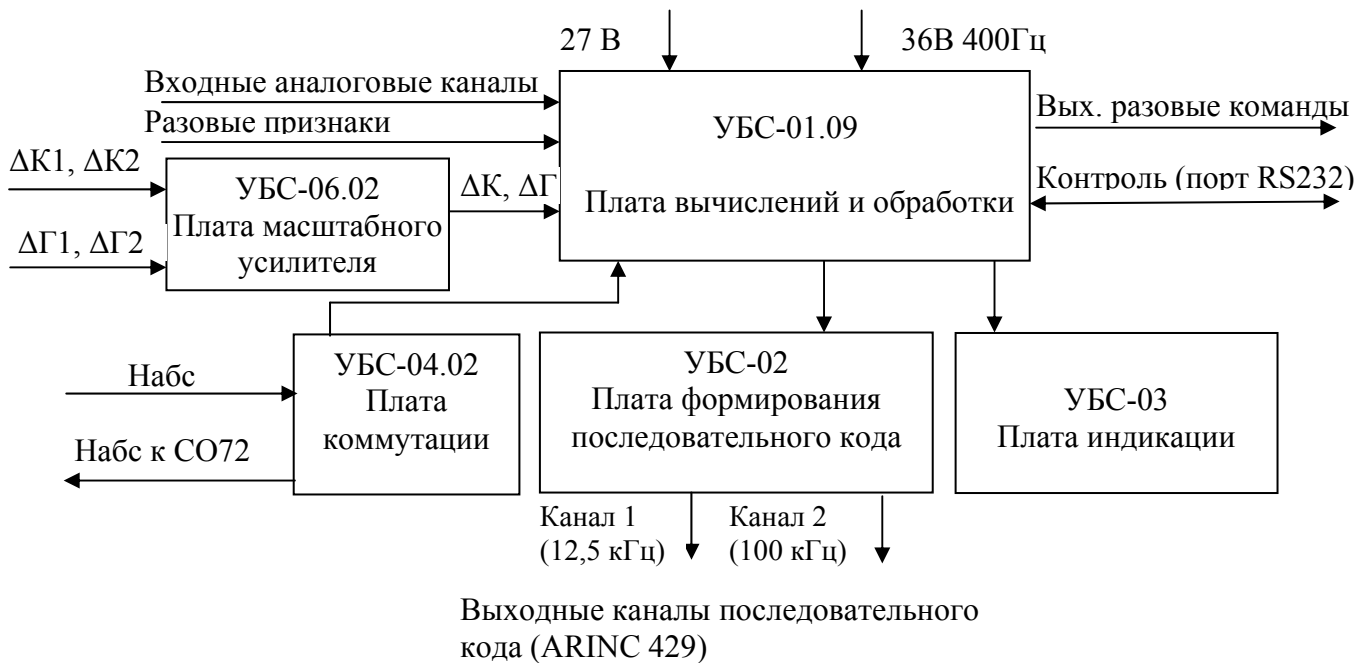 27 В
36В 400Гц
Входные аналоговые каналы
Разовые признаки
УБС-01.09
Плата вычислений и обработки
Вых. разовые команды
Контроль (порт RS232)
ΔК1, ΔК2
ΔГ1, ΔГ2
УБС-06.02
Плата масштабного
усилителя
ΔК, ΔГ
Набс
Набс к СО72
УБС-04.02
Плата
коммутации
УБС-02
Плата формирования
последовательного кода
УБС-03
Плата индикации
Канал 1
(12,5 кГц)
Канал 2
(100 кГц)
Выходные каналы последовательного
кода (ARINC 429)